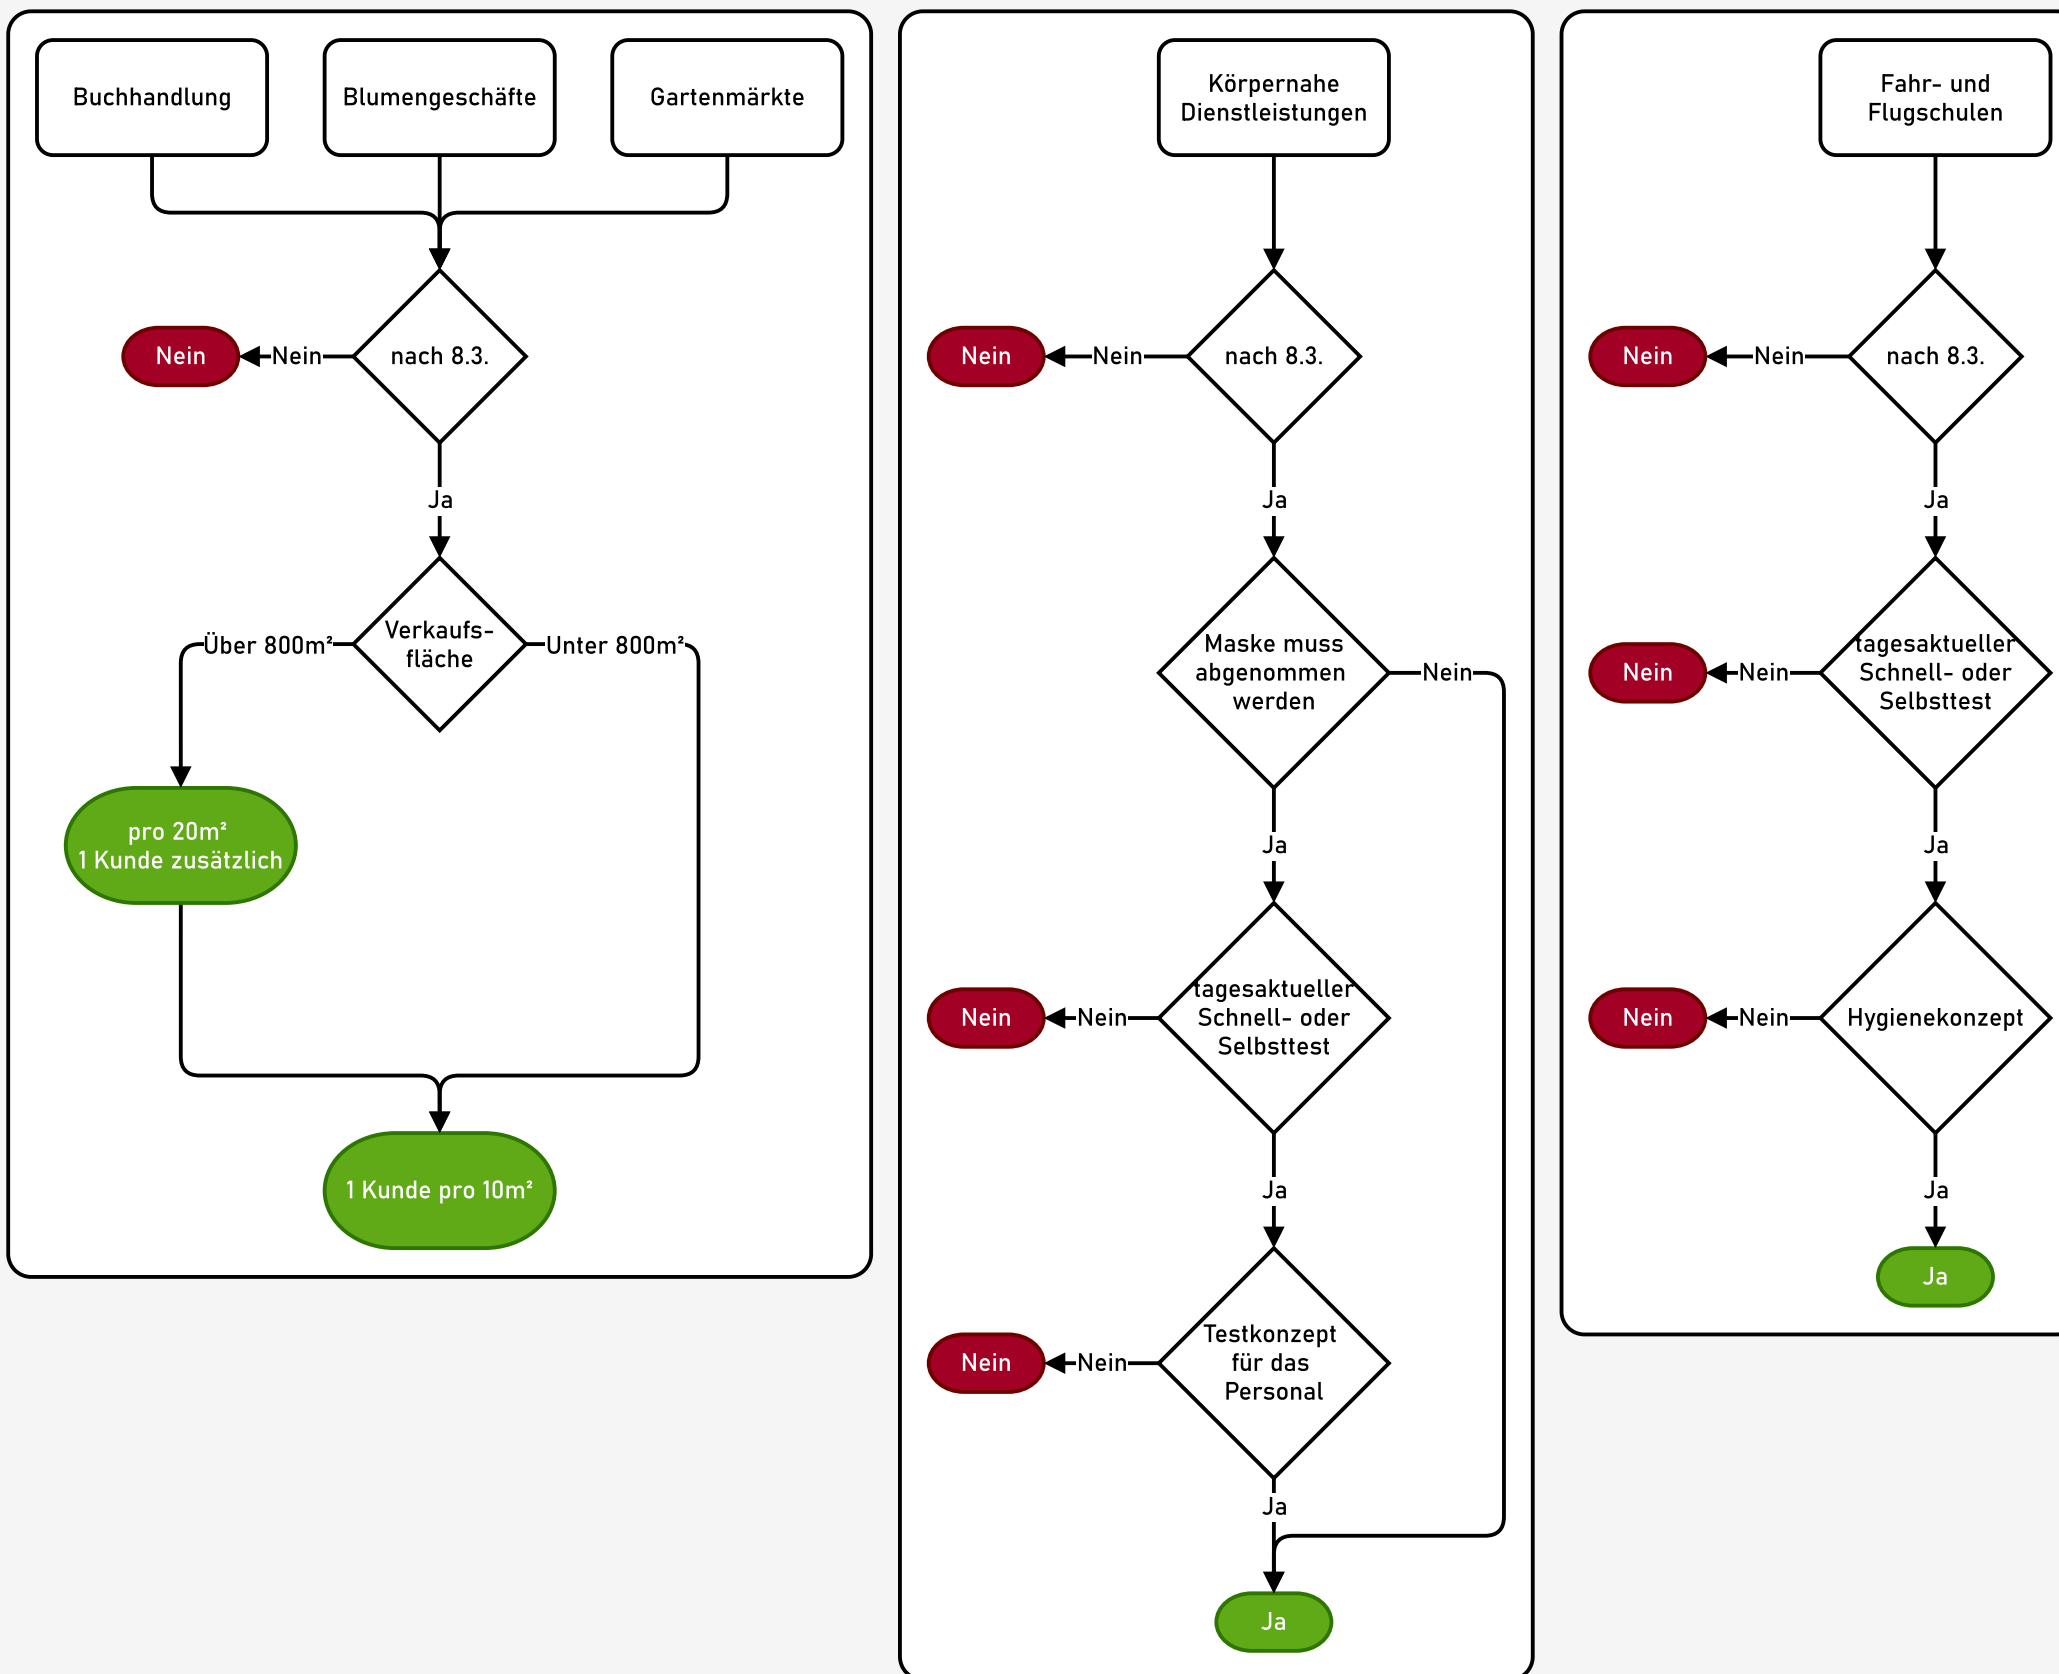 Buchhandlung
Blumengeschäfte
Gartenmärkte
nach 8.3.
Nein
Nein
Ja
Verkaufs-
fläche
Über 800m²
Unter 800m²
pro 20m²
1 Kunde zusätzlich
1 Kunde pro 10m²
Körpernahe
Dienstleistungen
nach 8.3.
Nein
Nein
Ja
Maske muss
abgenommen
werden
Nein
Ja
tagesaktueller
Schnell- oder
Selbsttest
Nein
Nein
Ja
Testkonzept
für das
Personal
Nein
Nein
Ja
Ja
Fahr- und
Flugschulen
nach 8.3.
Nein
Nein
Ja
tagesaktueller
Schnell- oder
Selbsttest
Nein
Nein
Ja
Hygienekonzept
Nein
Nein
Ja
Ja